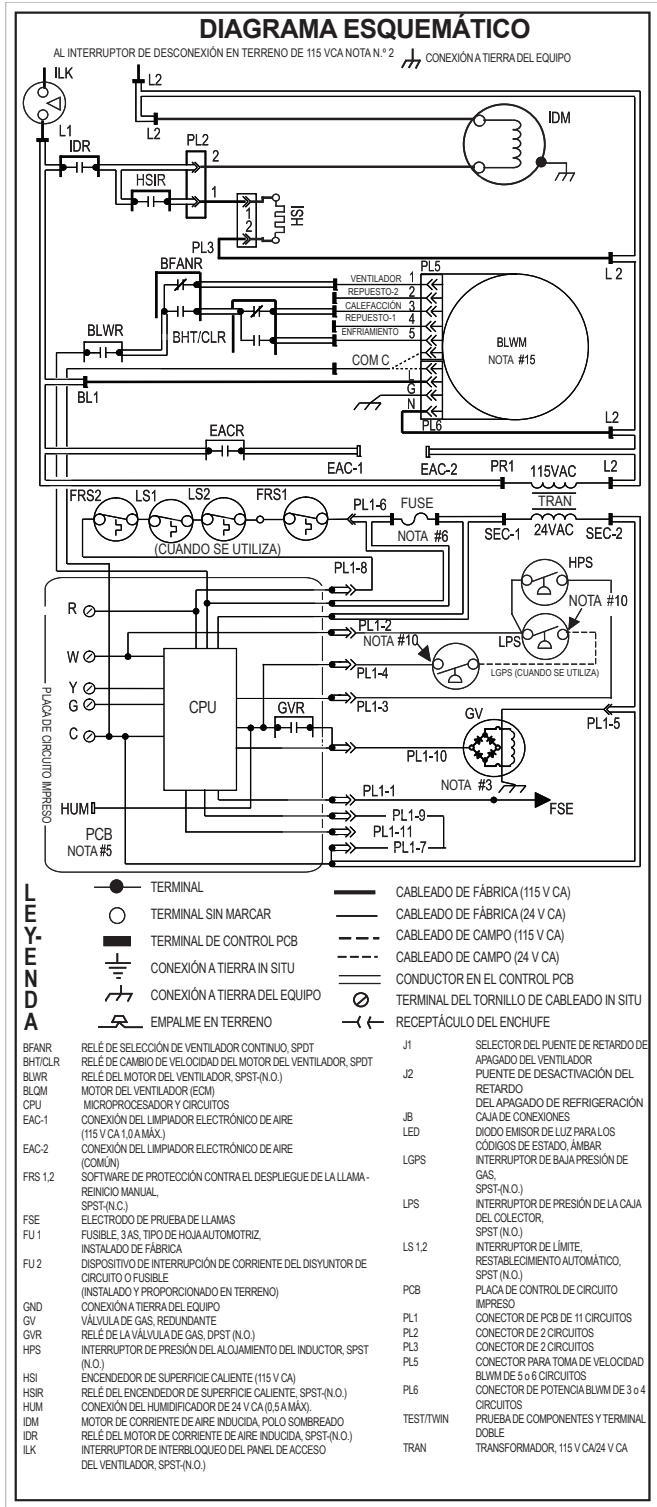 DIAGRAMA ESQUEMÁTICO
AL INTERRUPTOR DE DESCONEXIÓN EN TERRENO DE 115 VCA NOTA N.º 2
CONEXIÓN A TIERRA DEL EQUIPO
ILK
L2
L2
IDM
L1
PL2
IDR
2
HSIR
1
1
2
HSI
PL3
L 2
BFANR
PL5
VENTILADOR 1
REPUESTO-2 2
CALEFACCIÓN 3
REPUESTO-1 4
ENFRIAMIENTO 5
BLWR
BHT/CLR
BLWM
NOTA #15
COM C
L
G
N
BL1
PL6
L2
EACR
EAC-1
EAC-2
PR1
115VAC
L2
FRS2
LS1
LS2
FRS1
PL1-6
FUSE
TRAN
(CUANDO SE UTILIZA)
NOTA #6
SEC-1
24VAC
SEC-2
PL1-8
HPS
R
PL1-2
NOTA #10
NOTA #10
LPS
W
PL1-4
LGPS (CUANDO SE UTILIZA)
Y
G
CPU
PL1-3
GVR
GV
PL1-5
C
PLACA DE CIRCUITO IMPRESO
PL1-10
NOTA #3
PL1-1
FSE
HUM
PL1-9
PCB
NOTA #5
PL1-11
PL1-7
LEY-
ENDA
TERMINAL
TERMINAL SIN MARCAR
TERMINAL DE CONTROL PCB
CONEXIÓN A TIERRA IN SITU
CONEXIÓN A TIERRA DEL EQUIPO
EMPALME EN TERRENO
CABLEADO DE FÁBRICA (115 V CA)
CABLEADO DE FÁBRICA (24 V CA)
CABLEADO DE CAMPO (115 V CA)
CABLEADO DE CAMPO (24 V CA)
CONDUCTOR EN EL CONTROL PCB
TERMINAL DEL TORNILLO DE CABLEADO IN SITU
RECEPTÁCULO DEL ENCHUFE
BFANR RELÉ DE SELECCIÓN DE VENTILADOR CONTINUO, SPDT
BHT/CLR RELÉ DE CAMBIO DE VELOCIDAD DEL MOTOR DEL VENTILADOR, SPDT
BLWR RELÉ DEL MOTOR DEL VENTILADOR, SPST-(N.O.)
BLQM MOTOR DEL VENTILADOR (ECM)
CPU MICROPROCESADOR Y CIRCUITOS
EAC-1 CONEXIÓN DEL LIMPIADOR ELECTRÓNICO DE AIRE
(115 V CA 1,0 A MÁX.)
EAC-2 CONEXIÓN DEL LIMPIADOR ELECTRÓNICO DE AIRE
(COMÚN)
FRS 1,2 SOFTWARE DE PROTECCIÓN CONTRA EL DESPLIEGUE DE LA LLAMA -
REINICIO MANUAL,
SPST-(N.C.)
FSE ELECTRODO DE PRUEBA DE LLAMAS
FU 1 FUSIBLE, 3 AS, TIPO DE HOJA AUTOMOTRIZ,
INSTALADO DE FÁBRICA
FU 2 DISPOSITIVO DE INTERRUPCIÓN DE CORRIENTE DEL DISYUNTOR DE
CIRCUITO O FUSIBLE
(INSTALADO Y PROPORCIONADO EN TERRENO)
GND CONEXIÓN A TIERRA DEL EQUIPO
GV VÁLVULA DE GAS, REDUNDANTE
GVR RELÉ DE LA VÁLVULA DE GAS, DPST (N.O.)
HPS INTERRUPTOR DE PRESIÓN DEL ALOJAMIENTO DEL INDUCTOR, SPST
(N.O.)
HSI ENCENDEDOR DE SUPERFICIE CALIENTE (115 V CA)
HSIR RELÉ DEL ENCENDEDOR DE SUPERFICIE CALIENTE, SPST-(N.O.)
HUM CONEXIÓN DEL HUMIDIFICADOR DE 24 V CA (0,5 A MÁX).
IDM MOTOR DE CORRIENTE DE AIRE INDUCIDA, POLO SOMBREADO
IDR RELÉ DEL MOTOR DE CORRIENTE DE AIRE INDUCIDA, SPST-(N.O.)
ILK INTERRUPTOR DE INTERBLOQUEO DEL PANEL DE ACCESO
DEL VENTILADOR, SPST-(N.O.)
J1 SELECTOR DEL PUENTE DE RETARDO DE
APAGADO DEL VENTILADOR
J2 PUENTE DE DESACTIVACIÓN DEL
RETARDO
DEL APAGADO DE REFRIGERACIÓN
JB CAJA DE CONEXIONES
LED DIODO EMISOR DE LUZ PARA LOS
CÓDIGOS DE ESTADO, ÁMBAR
LGPS INTERRUPTOR DE BAJA PRESIÓN DE
GAS,
SPST-(N.O.)
LPS INTERRUPTOR DE PRESIÓN DE LA CAJA
DEL COLECTOR,
SPST (N.O.)
LS 1,2 INTERRUPTOR DE LÍMITE,
RESTABLECIMIENTO AUTOMÁTICO,
SPST (N.O.)
PCB PLACA DE CONTROL DE CIRCUITO
IMPRESO
PL1 CONECTOR DE PCB DE 11 CIRCUITOS
PL2 CONECTOR DE 2 CIRCUITOS
PL3 CONECTOR DE 2 CIRCUITOS
PL5 CONECTOR PARA TOMA DE VELOCIDAD
BLWM DE 5 o 6 CIRCUITOS
PL6 CONECTOR DE POTENCIA BLWM DE 3 o 4
CIRCUITOS
TEST/TWIN PRUEBA DE COMPONENTES Y TERMINAL
DOBLE
TRAN TRANSFORMADOR, 115 V CA/24 V CA